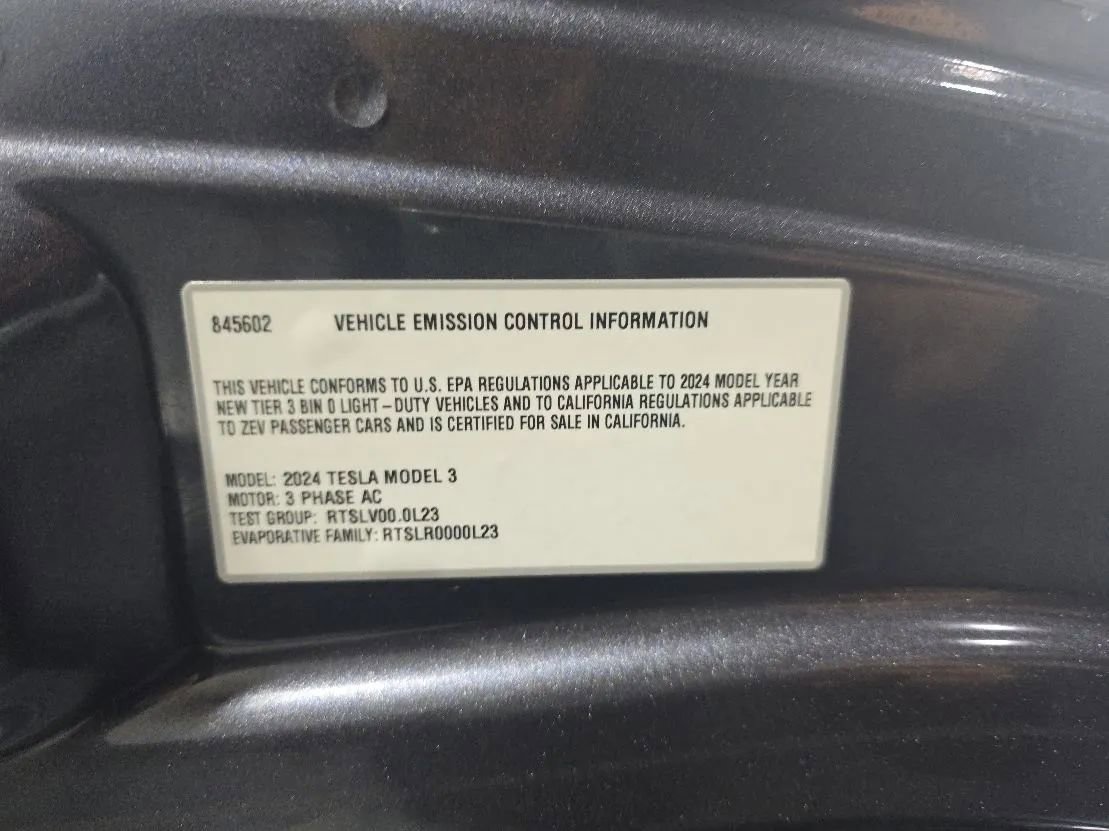 845602 VEHICLE EMISSION CONTROL INFORMATION
THIS VEHICLE CONFORMS TO U.S. EPA REGULATIONS APPLICABLE TO 2024 MODEL YEAR
NEW TIER 3 BIN 0 LIGHT-DUTY VEHICLES AND TO CALIFORNIA REGULATIONS APPLICABLE
TO ZEV PASSENGER CARS AND IS CERTIFIED FOR SALE IN CALIFORNIA.
MODEL: 2024 TESLA MODEL 3
MOTOR: 3 PHASE AC
TEST GROUP: RTSLV00.0L23
EVAPORATIVE FAMILY: RTSLR0000L23